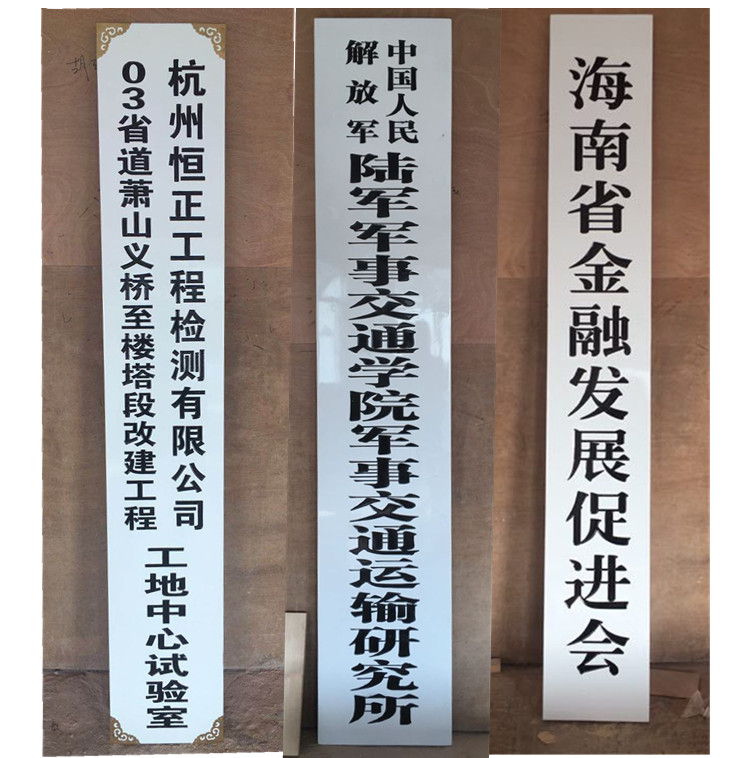 杭州恒正工程检测有限公司
03省道萧山义桥至楼塔段改建工程
工地中心试验室
中国人民
解放军
陆军军事交通学院军事交通运输研究所
海南省金融发展促进会